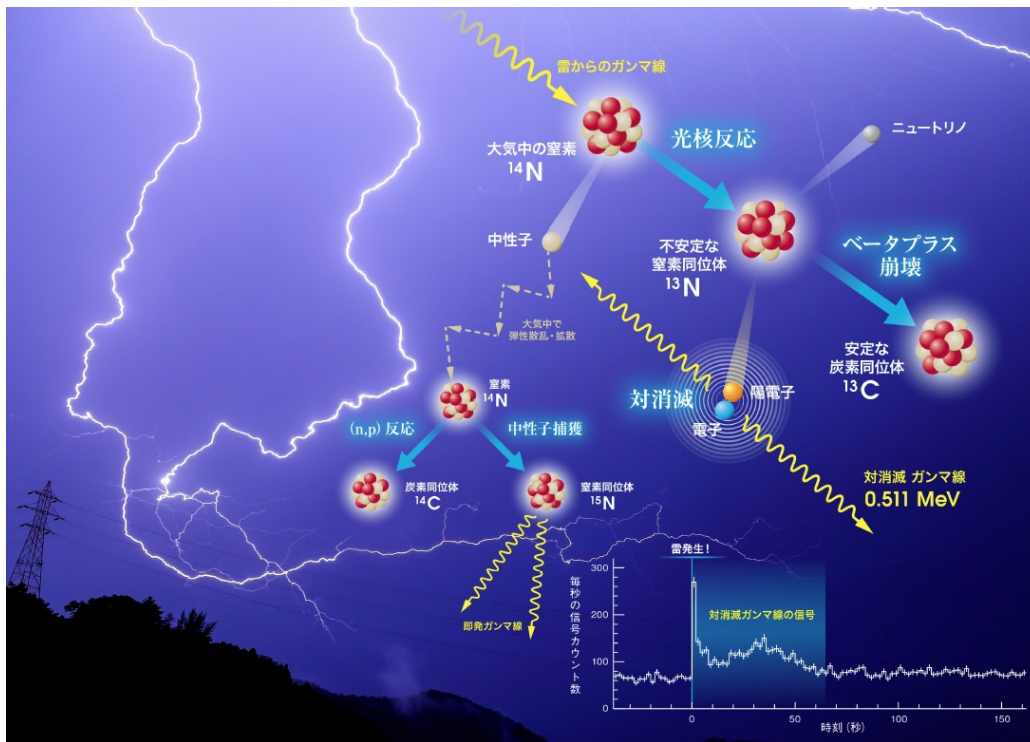 雷からのガンマ線
大気中の窒素
14N
光核反応
ニュートリノ
中性子
不安定な
窒素同位体
13N
ベータプラス
崩壊
大気中で
弾性散乱・拡散
安定な
炭素同位体
13C
窒素
14N
対消滅
陽電子
電子
(n,p) 反応
中性子捕獲
炭素同位体
14C
窒素同位体
15N
対消滅 ガンマ線
0.511 MeV
即発ガンマ線
雷発生！
毎秒の信号カウント数
300
200
100
0
対消滅ガンマ線の信号
0
50
100
150
時刻（秒）